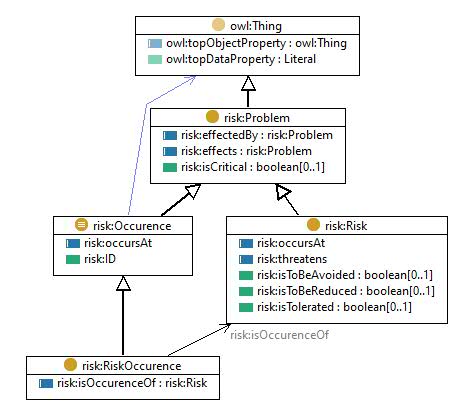 owl:Thing
owl:topObjectProperty : owl:Thing
owl:topDataProperty : Literal
risk:Problem
risk:effectedBy : risk:Problem
risk:effects : risk:Problem
risk:isCritical : boolean[0..1]
risk:Occurence
risk:occursAt
risk:ID
risk:Risk
risk:occursAt
risk:threatens
risk:isToBeAvoided : boolean[0..1]
risk:isToBeReduced : boolean[0..1]
risk:isTolerated : boolean[0..1]
risk:isOccurenceOf
risk:RiskOccurence
risk:isOccurenceOf : risk:Risk